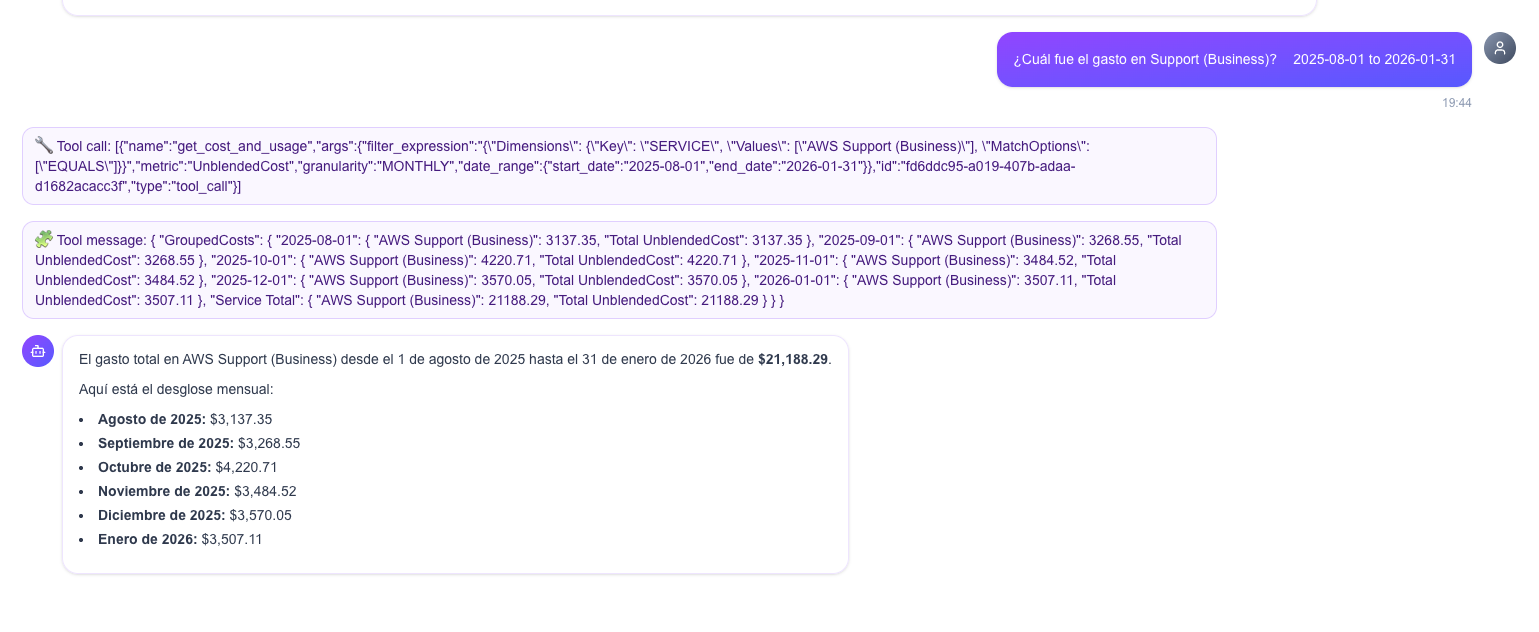 ¿Cuál fue el gasto en Support (Business)? 2025-08-01 to 2026-01-31
19:44
Tool call: [{"name":"get_cost_and_usage","args":{"filter_expression":"{\"Dimensions\": {\"Key\": \"SERVICE\", \"Values\": [\"AWS Support (Business)\"], \"MatchOptions\":
[\"EQUALS\"]}}","metric":"UnblendedCost","granularity":"MONTHLY","date_range":{"start_date":"2025-08-01","end_date":"2026-01-31"}},"id":"fd6ddc95-a019-407b-adaa-
d1682acacc3f","type":"tool_call"}]
Tool message: { "GroupedCosts": { "2025-08-01": { "AWS Support (Business)": 3137.35, "Total UnblendedCost": 3137.35 }, "2025-09-01": { "AWS Support (Business)": 3268.55, "Total
UnblendedCost": 3268.55 }, "2025-10-01": { "AWS Support (Business)": 4220.71, "Total UnblendedCost": 4220.71 }, "2025-11-01": { "AWS Support (Business)": 3484.52, "Total
UnblendedCost": 3484.52 }, "2025-12-01": { "AWS Support (Business)": 3570.05, "Total UnblendedCost": 3570.05 }, "2026-01-01": { "AWS Support (Business)": 3507.11, "Total
UnblendedCost": 3507.11 }, "Service Total": { "AWS Support (Business)": 21188.29, "Total UnblendedCost": 21188.29 } } }
El gasto total en AWS Support (Business) desde el 1 de agosto de 2025 hasta el 31 de enero de 2026 fue de $21,188.29.
Aquí está el desglose mensual:
• Agosto de 2025: $3,137.35
• Septiembre de 2025: $3,268.55
• Octubre de 2025: $4,220.71
• Noviembre de 2025: $3,484.52
• Diciembre de 2025: $3,570.05
• Enero de 2026: $3,507.11